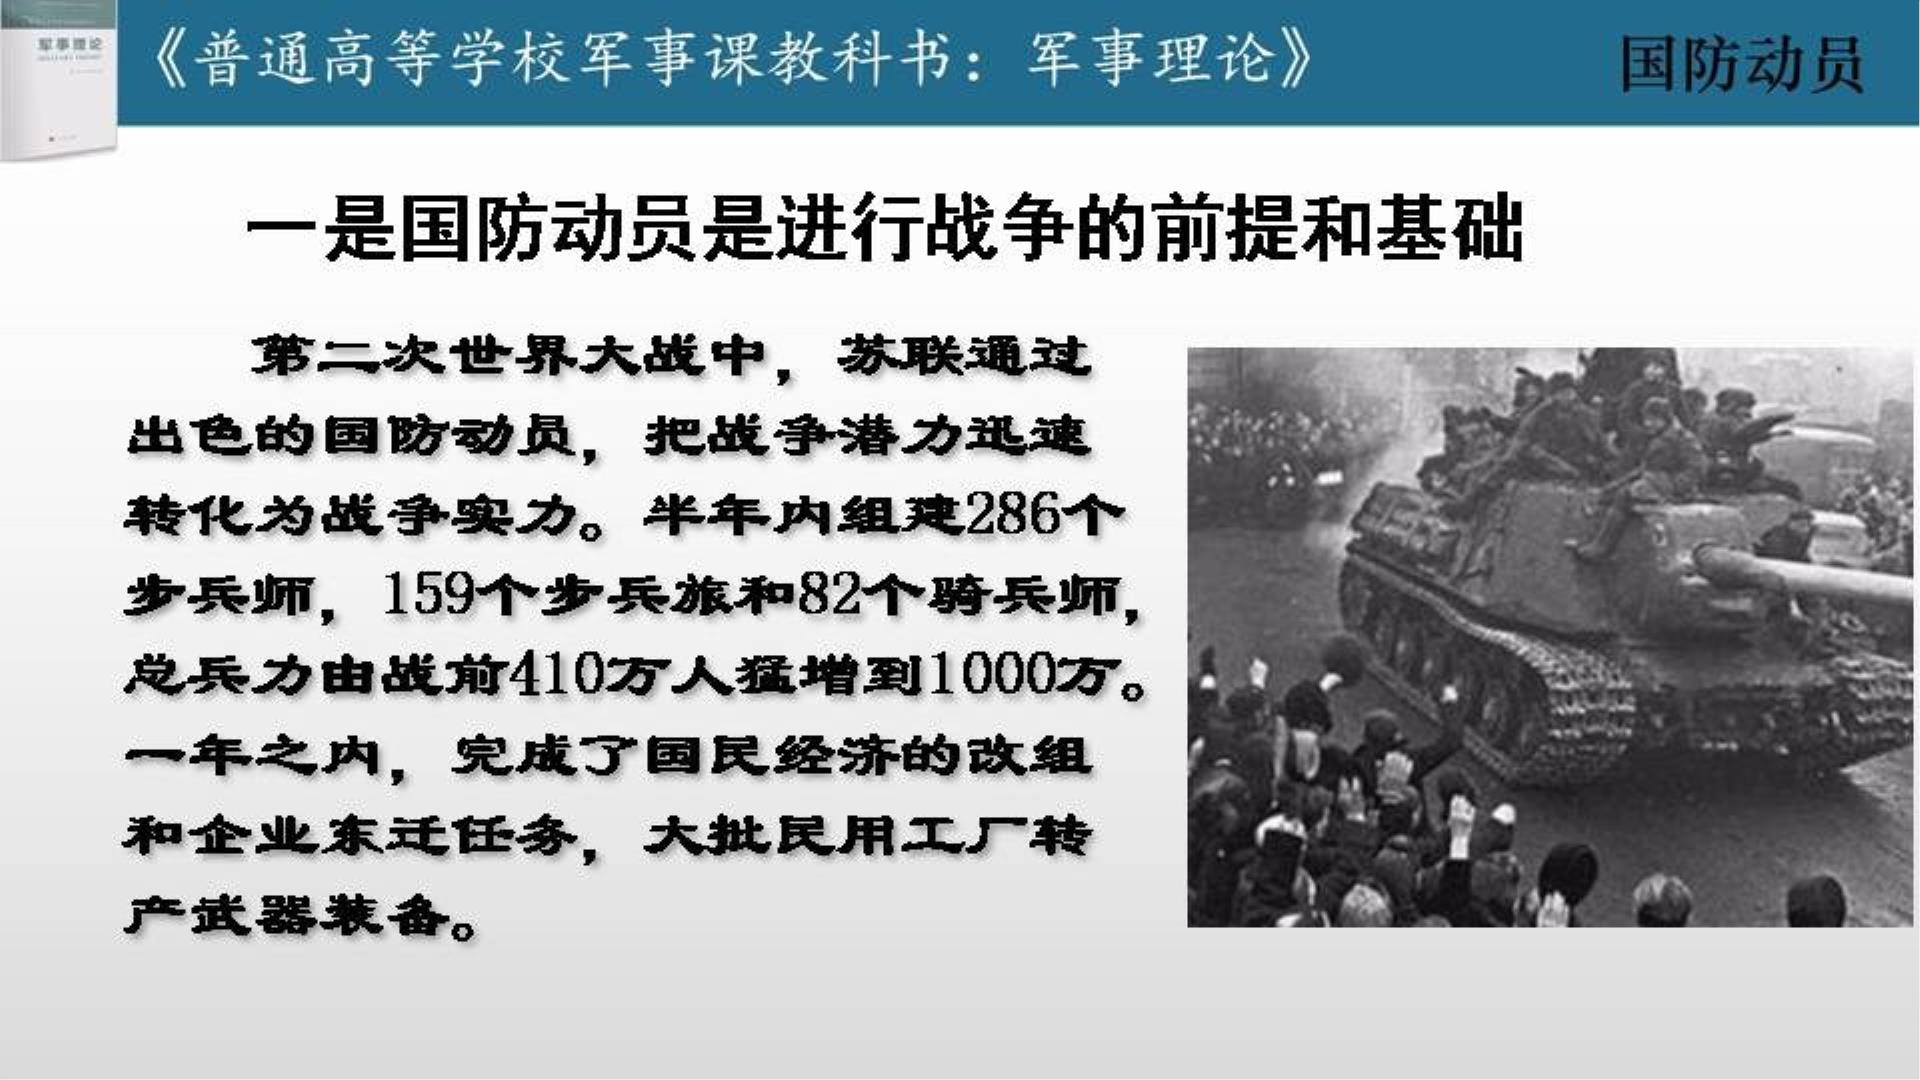 军事理论
《普通高等学校军事课教科书：军事理论》
国防动员
一是国防动员是进行战争的前提和基础
第二次世界大战中，苏联通过
出色的国防动员，把战争潜力迅速
转化为战争实力。半年内组建286个
步兵师，159个步兵旅和82个骑兵师，
总兵力由战前410万人猛增到1000万。
一年之内，完成了国民经济的改组
和企业东迁任务，大批民用工厂转
产武器装备。